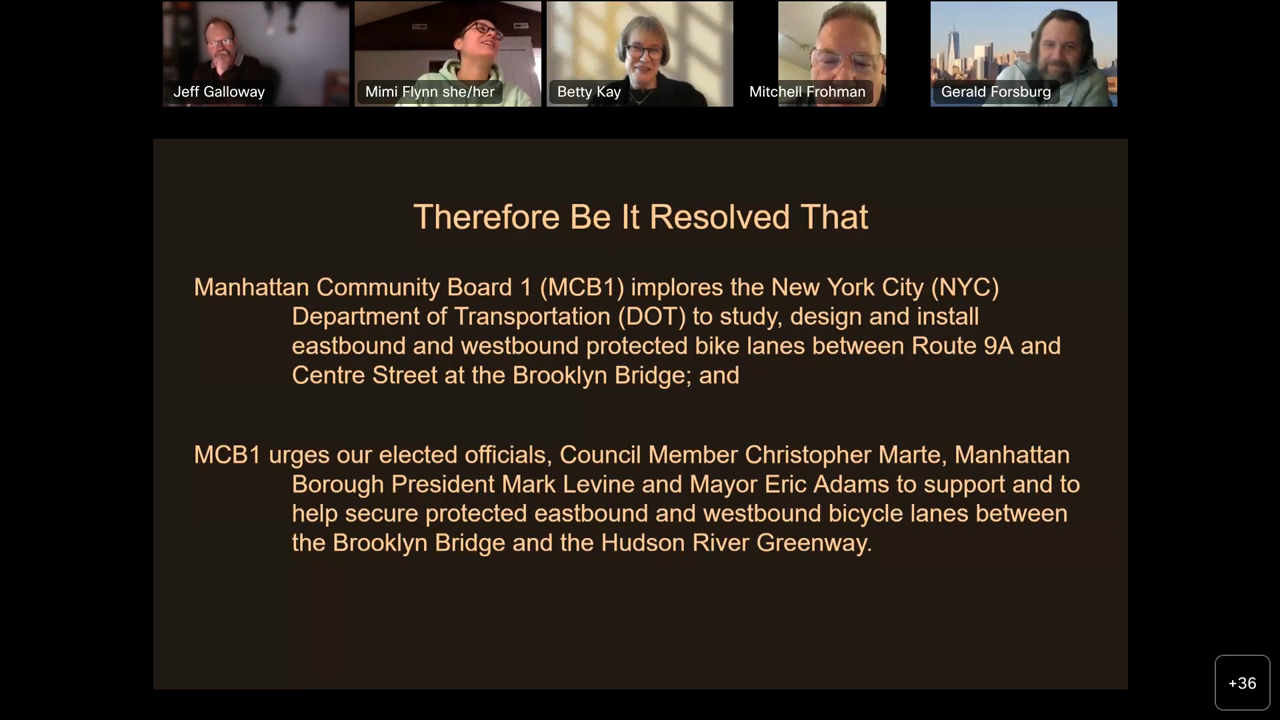 Jeff Galloway
Mimi Flynn she/her
Betty Kay
Mitchell Frohman
Gerald Forsburg
Therefore Be It Resolved That
Manhattan Community Board 1 (MCB1) implores the New York City (NYC)
Department of Transportation (DOT) to study, design and install
eastbound and westbound protected bike lanes between Route 9A and
Centre Street at the Brooklyn Bridge; and
MCB1 urges our elected officials, Council Member Christopher Marte, Manhattan
Borough President Mark Levine and Mayor Eric Adams to support and to
help secure protected eastbound and westbound bicycle lanes between
the Brooklyn Bridge and the Hudson River Greenway.
+36